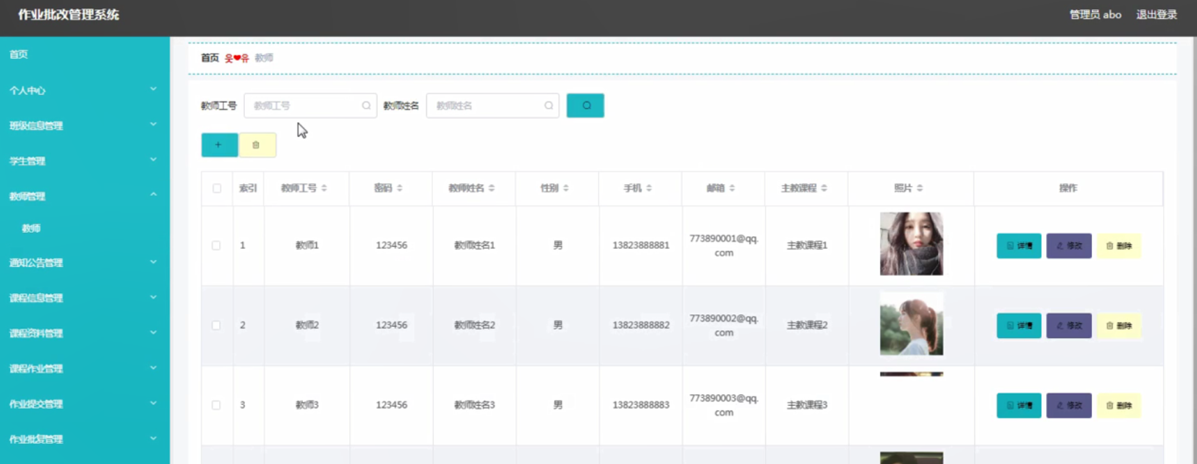 作业批改管理系统
管理员 abo 退出登录
首页
个人中心
班级信息管理
学生管理
教师管理
教师
通知公告管理
课程信息管理
课程资料管理
课程作业管理
作业提交管理
作业批复管理
首页 웃❤유 教师
教师工号 教师工号 教师姓名 教师姓名
索引 教师工号 密码 教师姓名 性别 手机 邮箱 主教课程 照片 操作
1 教师1 123456 教师姓名1 男 13823888881 773890001@qq.com 主教课程1 详情 修改 删除
2 教师2 123456 教师姓名2 男 13823888882 773890002@qq.com 主教课程2 详情 修改 删除
3 教师3 123456 教师姓名3 男 13823888883 773890003@qq.com 主教课程3 详情 修改 删除